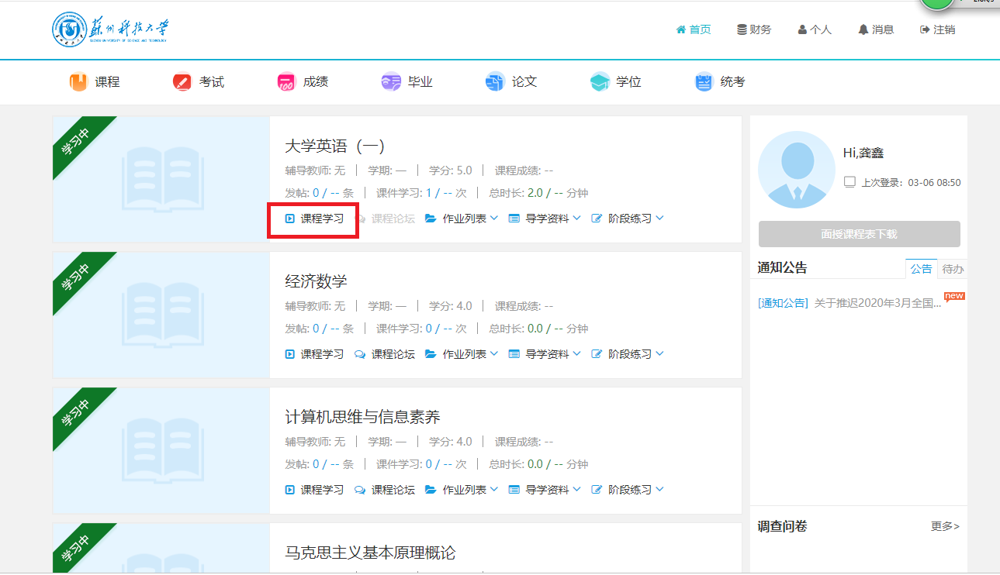 蘇州科技大学
SUZHOU UNIVERSITY OF SCIENCE AND TECHNOLOGY
首页 财务 个人 消息 注销
课程 考试 成绩 毕业 论文 学位 统考
学习中
大学英语（一）
辅导教师: 无 | 学期: — | 学分: 5.0 | 课程成绩: --
发帖: 0 / -- 条 | 课件学习: 1 / -- 次 | 总时长: 2.0 / -- 分钟
课程学习 课程论坛 作业列表 导学资料 阶段练习
学习中
经济数学
辅导教师: 无 | 学期: — | 学分: 4.0 | 课程成绩: --
发帖: 0 / -- 条 | 课件学习: 0 / -- 次 | 总时长: 0.0 / -- 分钟
课程学习 课程论坛 作业列表 导学资料 阶段练习
学习中
计算机思维与信息素养
辅导教师: 无 | 学期: — | 学分: 4.0 | 课程成绩: --
发帖: 0 / -- 条 | 课件学习: 0 / -- 次 | 总时长: 0.0 / -- 分钟
课程学习 课程论坛 作业列表 导学资料 阶段练习
学习中
马克思主义基本原理概论
Hi,龚鑫
上次登录: 03-06 08:50
面授课程表下载
通知公告 公告 待办
[通知公告] 关于推迟2020年3月全国... new
调查问卷 更多>